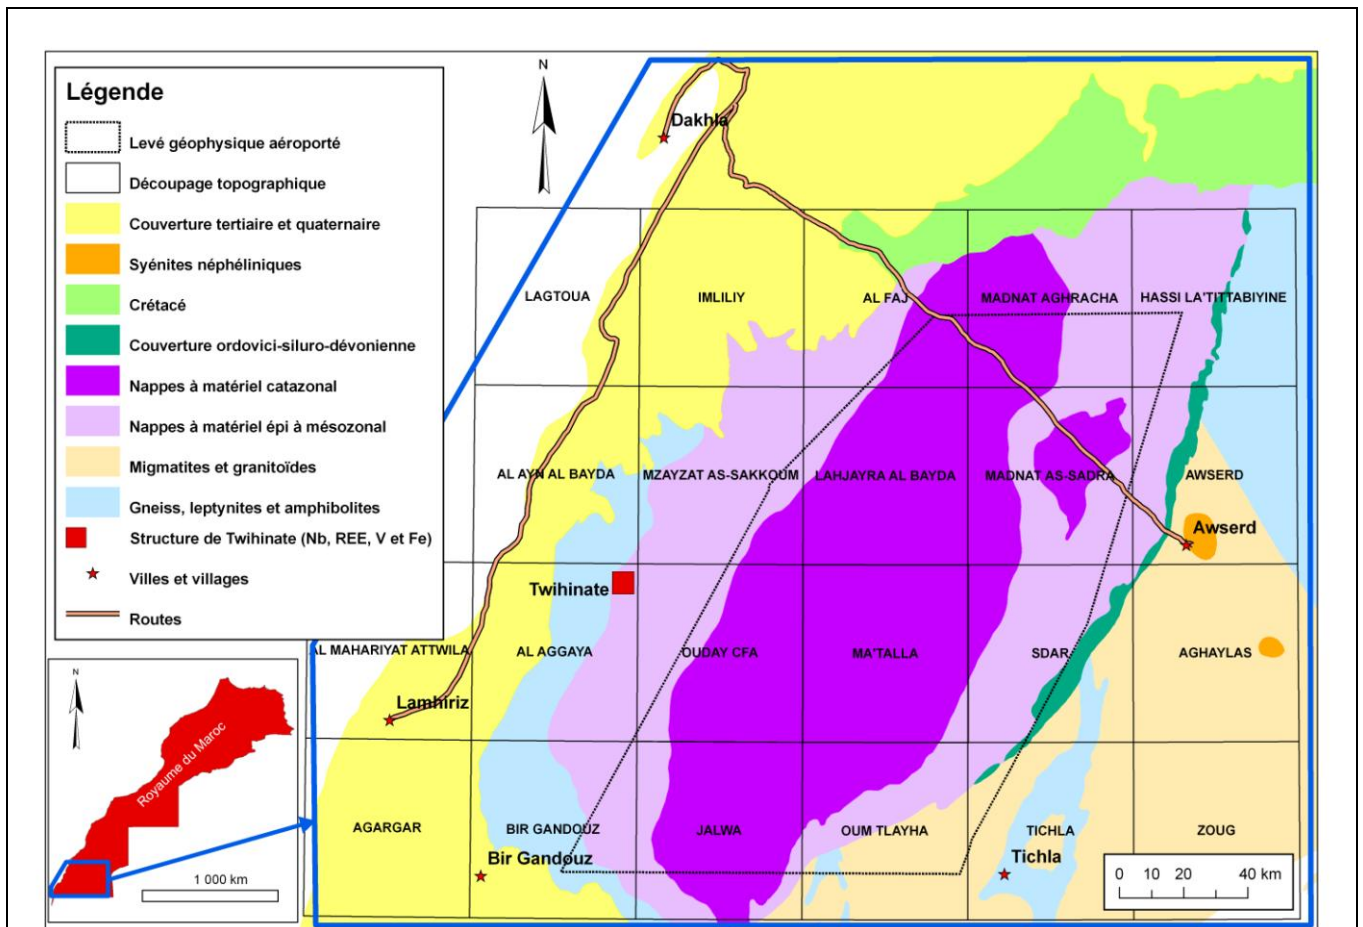 Légende
Levé géophysique aéroporté
Découpage topographique
Couverture tertiaire et quaternaire
Syénites néphéliniques
Crétacé
Couverture ordovici-siluro-dévonienne
Nappes à matériel catazonal
Nappes à matériel épi à mésozonal
Migmatites et granitoïdes
Gneiss, leptynites et amphibolites
Structure de Twihinate (Nb, REE, V et Fe)
Villes et villages
Routes
N
Dakhla
LAGTOUA
IMLILIY
AL FAJ
MADNAT AGHRACHA
HASSI LA'TITTABIYINE
AL AYN AL BAYDA
MZAYZAT AS-SAKKOUM
LAHJAYRA AL BAYDA
MADNAT AS-SADRA
AWSERD
Awserd
Twihinate
AL MAHARIYAT ATTWILA
AL AGGAYA
OUDAY CFA
MA'TALLA
SDAR
AGHAYLAS
Lamhiriz
AGARGAR
BIR GANDOUZ
JALWA
OUM TLAYHA
TICHLA
ZOUG
Bir Gandouz
Tichla
0 10 20 40 km
N
Royaume du Maroc
1 000 km